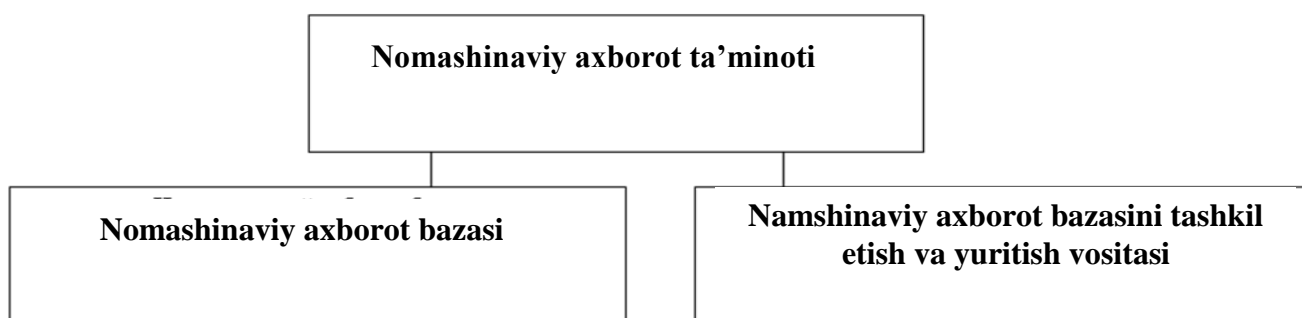 Nomashinaviy axborot ta’minoti
Nomashinaviy axborot bazasi
Namshinaviy axborot bazasini tashkil
etish va yuritish vositasi